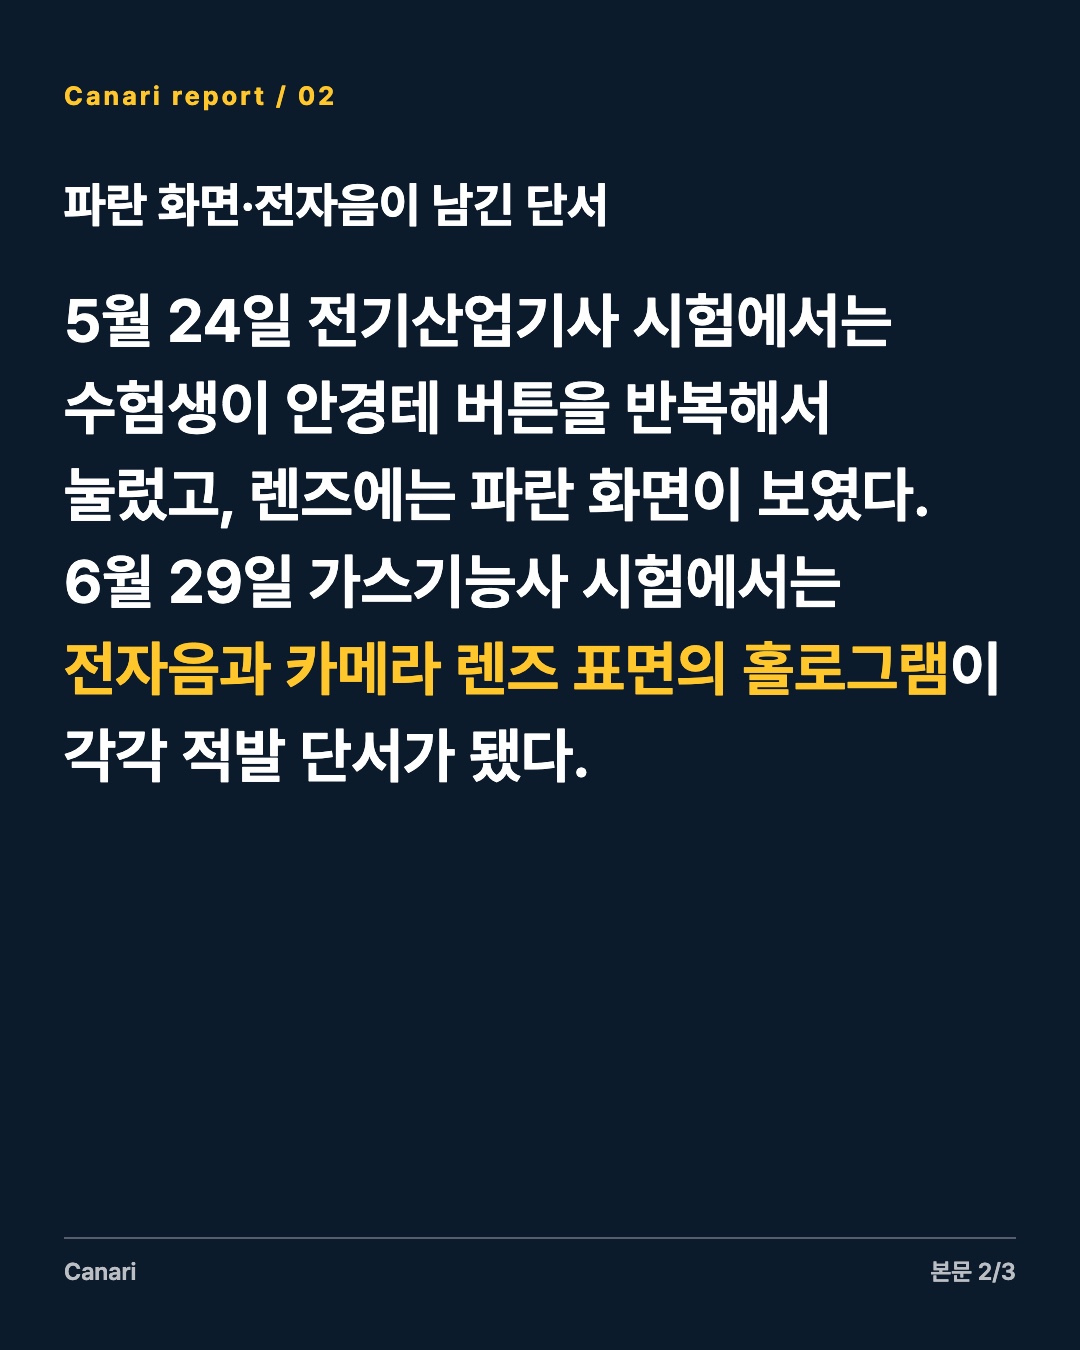 Canari report / 02
파란 화면·전자음이 남긴 단서
5월 24일 전기산업기사 시험에서는
수험생이 안경테 버튼을 반복해서
눌렀고, 렌즈에는 파란 화면이 보였다.
6월 29일 가스기능사 시험에서는
전자음과 카메라 렌즈 표면의 홀로그램이
각각 적발 단서가 됐다.
Canari
본문 2/3